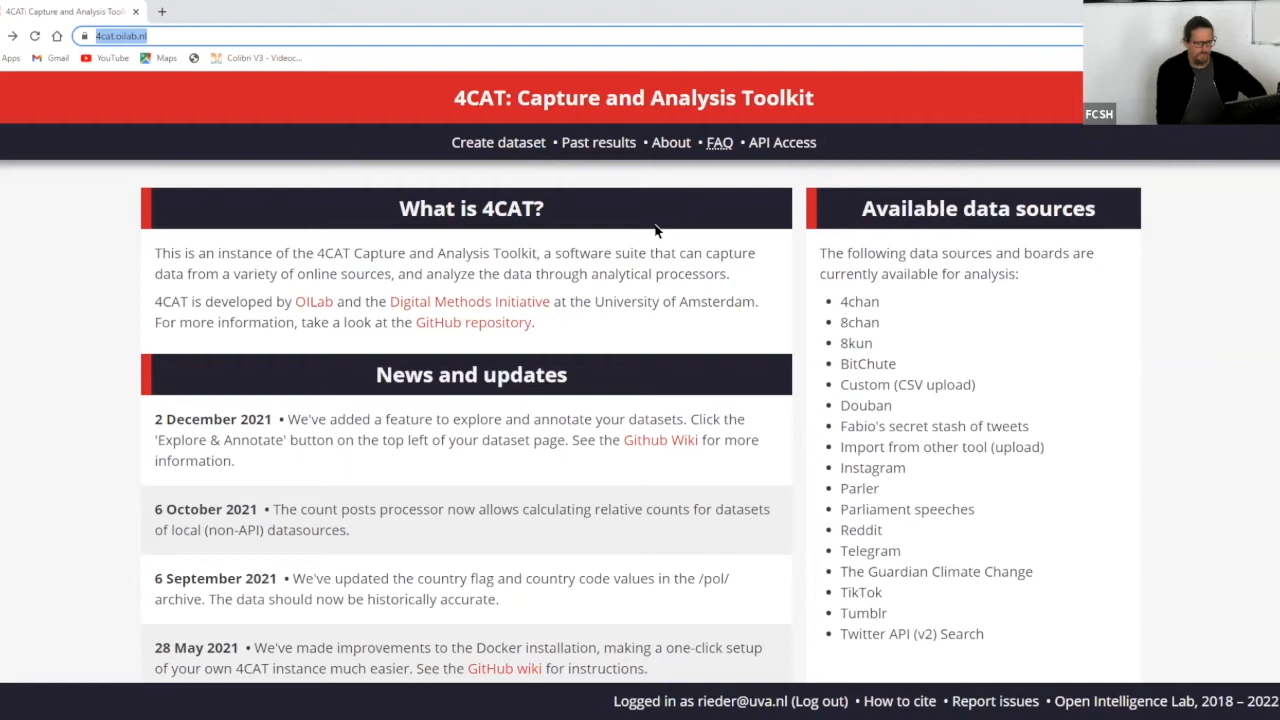 4CAT: Capture and Analysis Toolk
4cat.oilab.nl
Apps Gmail YouTube Maps Colibri V3 - Videoc...
4CAT: Capture and Analysis Toolkit
FCSH
Create dataset • Past results • About • FAQ • API Access
What is 4CAT?
This is an instance of the 4CAT Capture and Analysis Toolkit, a software suite that can capture
data from a variety of online sources, and analyze the data through analytical processors.
4CAT is developed by OILab and the Digital Methods Initiative at the University of Amsterdam.
For more information, take a look at the GitHub repository.
News and updates
2 December 2021 • We've added a feature to explore and annotate your datasets. Click the
'Explore & Annotate' button on the top left of your dataset page. See the Github Wiki for more
information.
6 October 2021 • The count posts processor now allows calculating relative counts for datasets
of local (non-API) datasources.
6 September 2021 • We've updated the country flag and country code values in the /pol/
archive. The data should now be historically accurate.
28 May 2021 • We've made improvements to the Docker installation, making a one-click setup
of your own 4CAT instance much easier. See the GitHub wiki for instructions.
Available data sources
The following data sources and boards are
currently available for analysis:
• 4chan
• 8chan
• 8kun
• BitChute
• Custom (CSV upload)
• Douban
• Fabio's secret stash of tweets
• Import from other tool (upload)
• Instagram
• Parler
• Parliament speeches
• Reddit
• Telegram
• The Guardian Climate Change
• TikTok
• Tumblr
• Twitter API (v2) Search
Logged in as rieder@uva.nl (Log out) • How to cite • Report issues • Open Intelligence Lab, 2018 – 2022